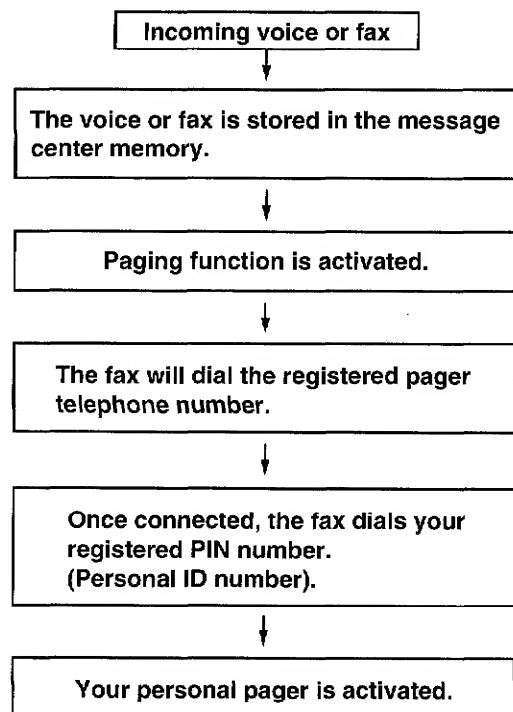 Incoming voice or fax
The voice or fax is stored in the message
center memory.
Paging function is activated.
The fax will dial the registered pager
telephone number.
Once connected, the fax dials your
registered PIN number.
(Personal ID number).
Your personal pager is activated.